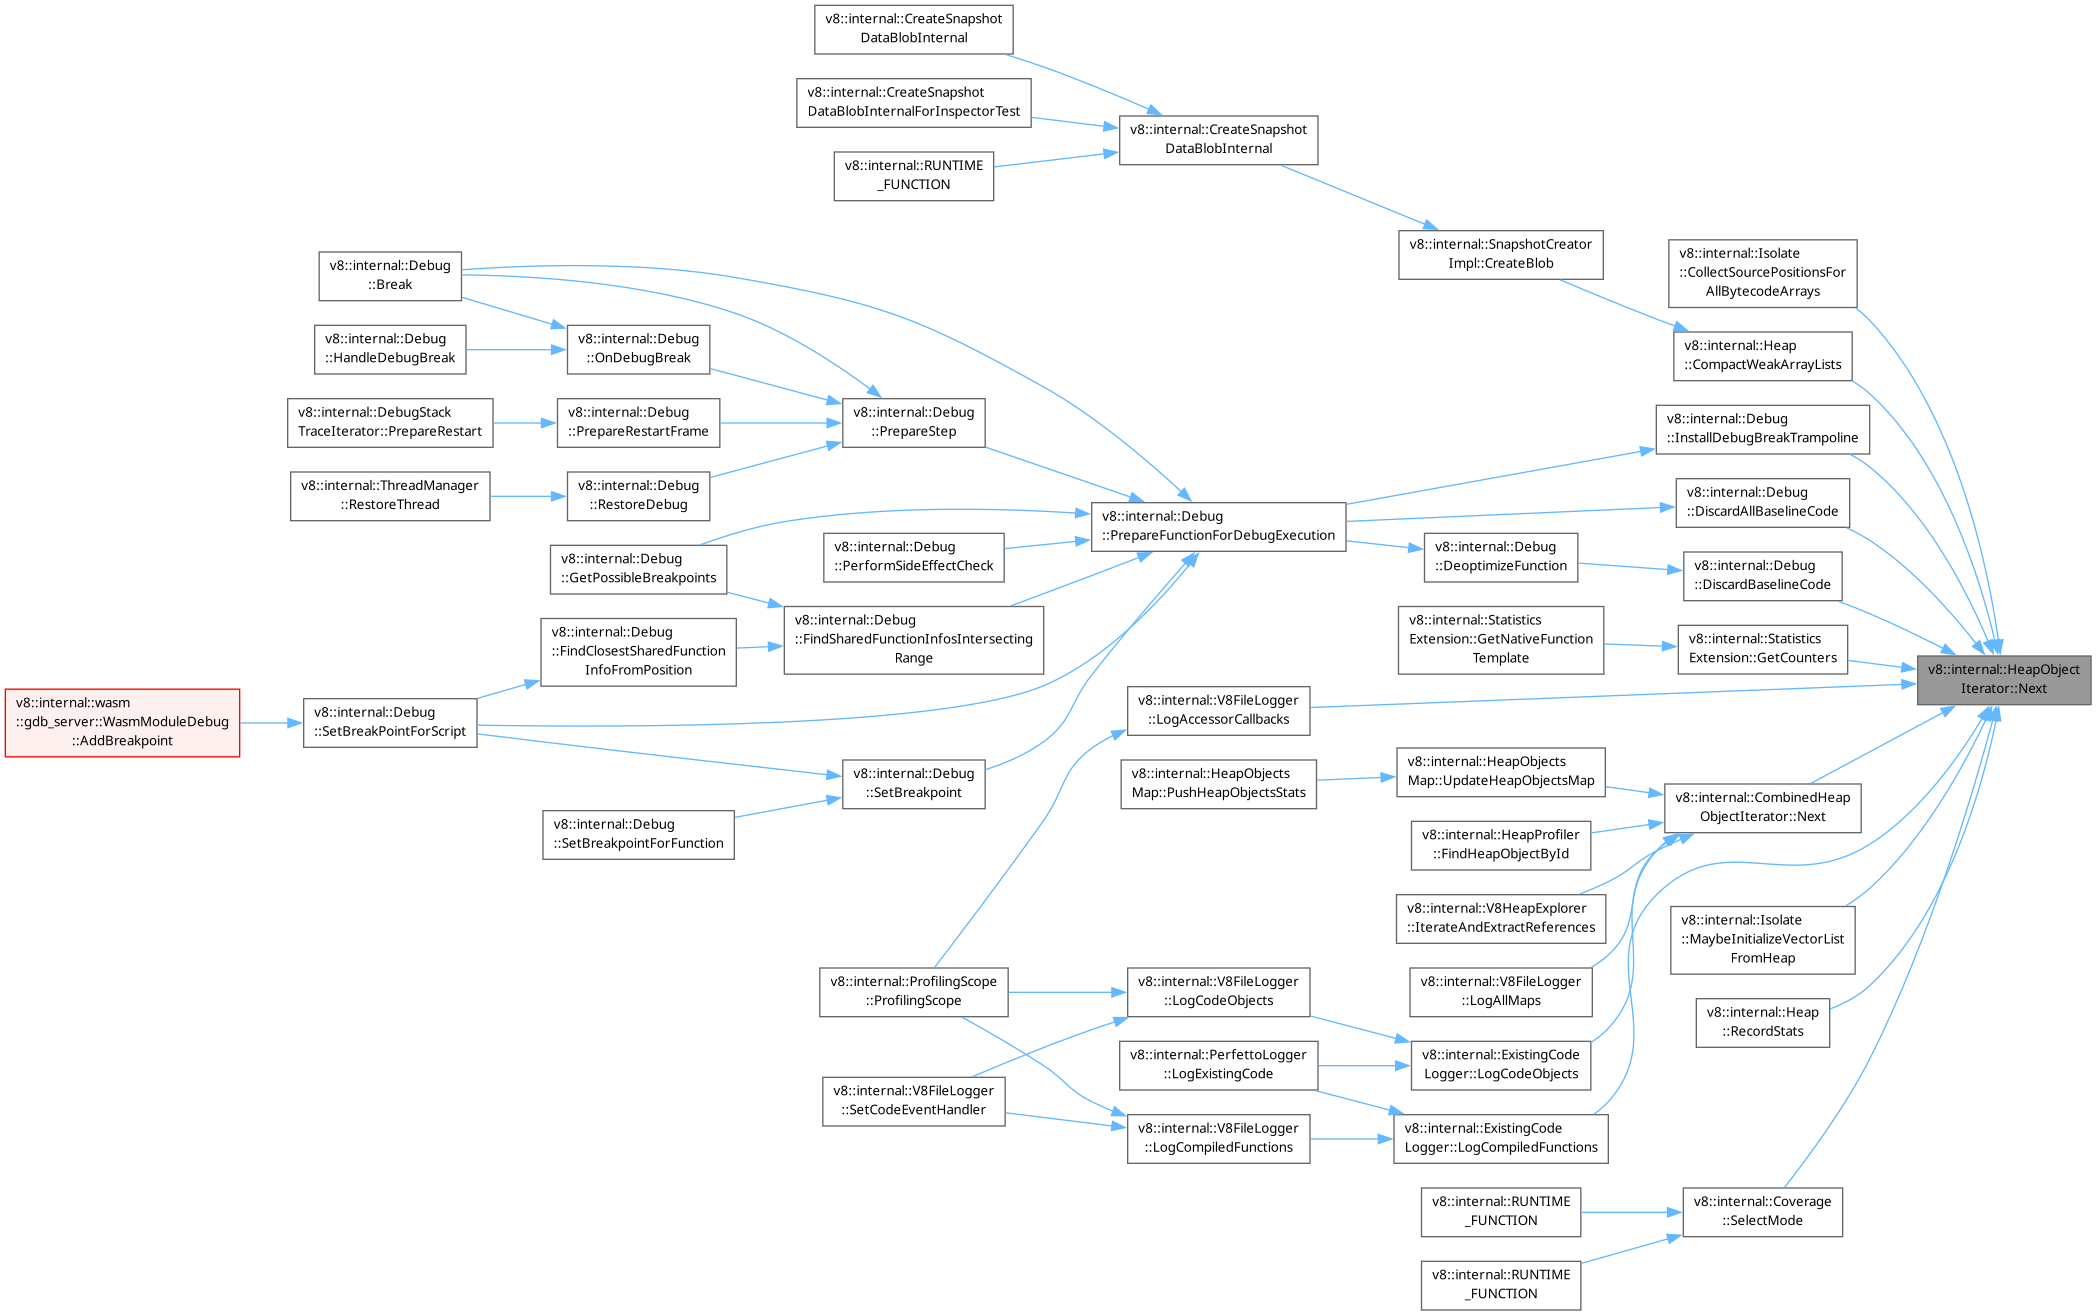 v8::internal::CreateSnapshot
DataBlobInternal
v8::internal::CreateSnapshot
DataBlobInternalForInspectorTest
v8::internal::RUNTIME
_FUNCTION
v8::internal::CreateSnapshot
DataBlobInternal
v8::internal::SnapshotCreator
Impl::CreateBlob
v8::internal::Isolate
::CollectSourcePositionsFor
AllBytecodeArrays
v8::internal::Heap
::CompactWeakArrayLists
v8::internal::Debug
::Break
v8::internal::Debug
::HandleDebugBreak
v8::internal::Debug
::OnDebugBreak
v8::internal::DebugStack
TraceIterator::PrepareRestart
v8::internal::Debug
::PrepareRestartFrame
v8::internal::Debug
::PrepareStep
v8::internal::ThreadManager
::RestoreThread
v8::internal::Debug
::RestoreDebug
v8::internal::Debug
::InstallDebugBreakTrampoline
v8::internal::Debug
::DiscardAllBaselineCode
v8::internal::Debug
::PrepareFunctionForDebugExecution
v8::internal::Debug
::GetPossibleBreakpoints
v8::internal::Debug
::PerformSideEffectCheck
v8::internal::Debug
::DeoptimizeFunction
v8::internal::Debug
::DiscardBaselineCode
v8::internal::Debug
::FindClosestSharedFunction
InfoFromPosition
v8::internal::Debug
::FindSharedFunctionInfosIntersecting
Range
v8::internal::Statistics
Extension::GetNativeFunction
Template
v8::internal::Statistics
Extension::GetCounters
v8::internal::HeapObject
Iterator::Next
v8::internal::wasm
::gdb_server::WasmModuleDebug
::AddBreakpoint
v8::internal::Debug
::SetBreakPointForScript
v8::internal::V8FileLogger
::LogAccessorCallbacks
v8::internal::Debug
::SetBreakpoint
v8::internal::Debug
::SetBreakpointForFunction
v8::internal::HeapObjects
Map::PushHeapObjectsStats
v8::internal::HeapObjects
Map::UpdateHeapObjectsMap
v8::internal::CombinedHeap
ObjectIterator::Next
v8::internal::HeapProfiler
::FindHeapObjectById
v8::internal::V8HeapExplorer
::IterateAndExtractReferences
v8::internal::Isolate
::MaybeInitializeVectorList
FromHeap
v8::internal::ProfilingScope
::ProfilingScope
v8::internal::V8FileLogger
::LogCodeObjects
v8::internal::V8FileLogger
::LogAllMaps
v8::internal::Heap
::RecordStats
v8::internal::PerfettoLogger
::LogExistingCode
v8::internal::ExistingCode
Logger::LogCodeObjects
v8::internal::V8FileLogger
::SetCodeEventHandler
v8::internal::V8FileLogger
::LogCompiledFunctions
v8::internal::ExistingCode
Logger::LogCompiledFunctions
v8::internal::RUNTIME
_FUNCTION
v8::internal::Coverage
::SelectMode
v8::internal::RUNTIME
_FUNCTION